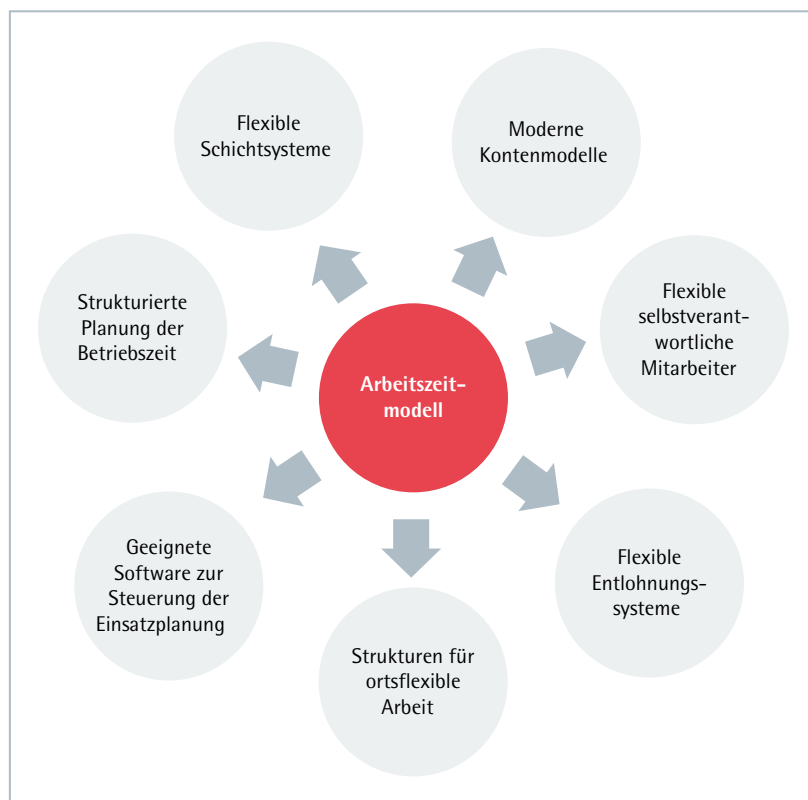 Flexible
Schichtsysteme
Moderne
Kontenmodelle
Strukturierte
Planung der
Betriebszeit
Flexible
selbstverant-
wortliche
Mitarbeiter
Arbeitszeit-
modell
Geeignete
Software zur
Steuerung der
Einsatzplanung
Flexible
Entlohnungs-
systeme
Strukturen für
ortsflexible
Arbeit